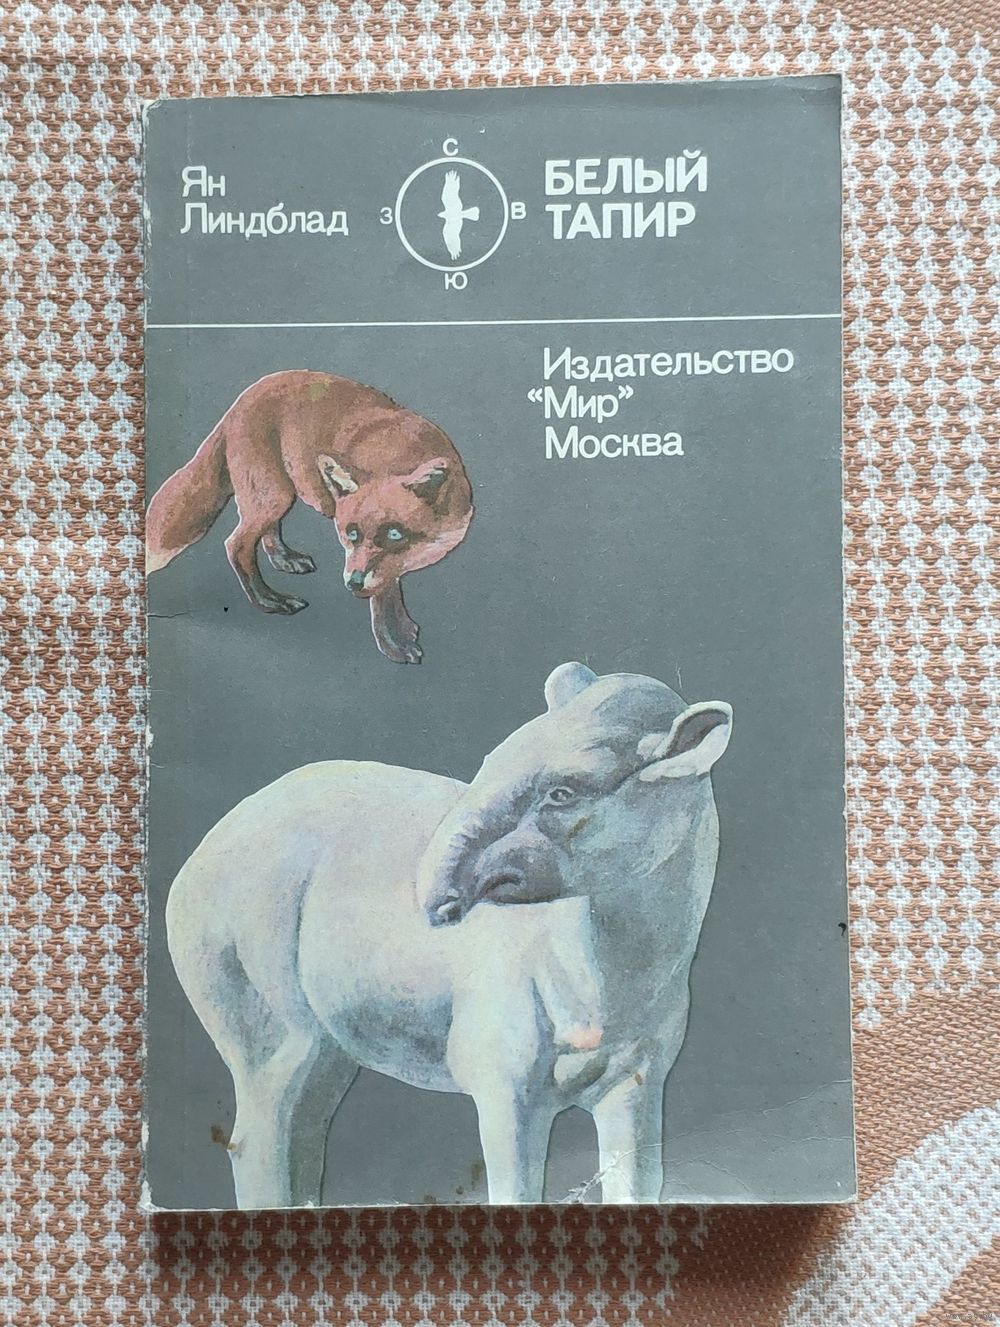 Ян
Линдблад
С
З
В
Ю
БЕЛЫЙ
ТАПИР
Издательство
“Мир”
Москва